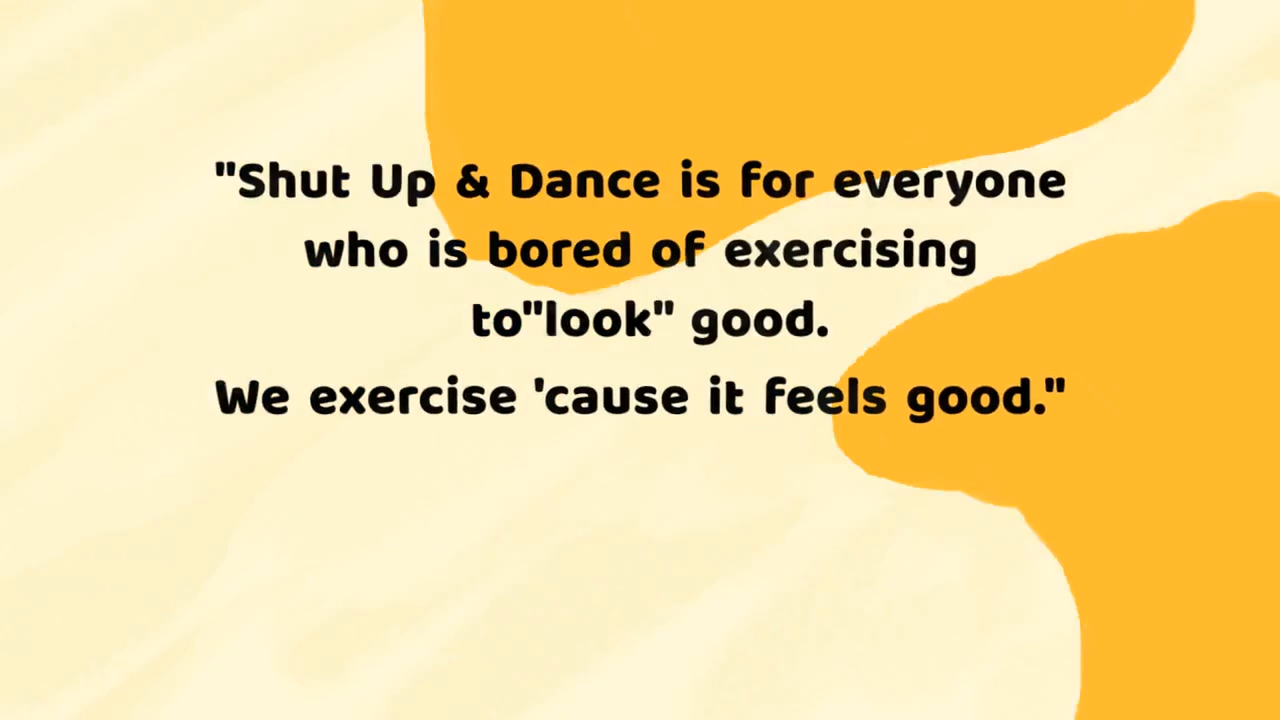 "Shut Up & Dance is for everyone
who is bored of exercising
to"look" good.
We exercise 'cause it feels good."